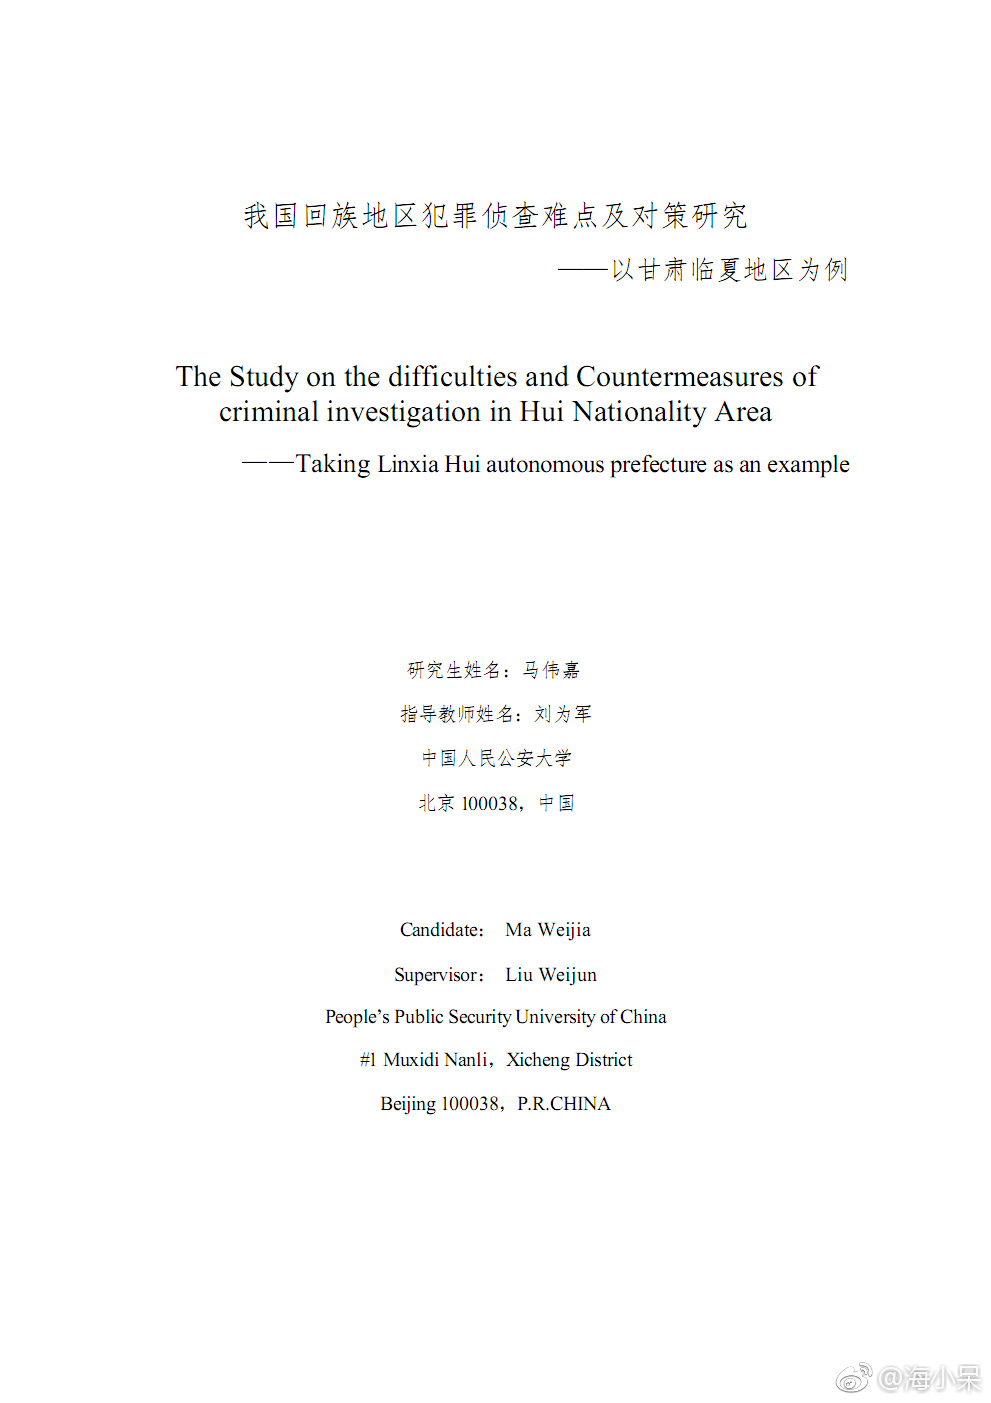 我国回族地区犯罪侦查难点及对策研究
——以甘肃临夏地区为例
The Study on the difficulties and Countermeasures of
criminal investigation in Hui Nationality Area
——Taking Linxia Hui autonomous prefecture as an example
研究生姓名：马伟嘉
指导教师姓名：刘为军
中国人民公安大学
北京 100038，中国
Candidate： Ma Weijia
Supervisor： Liu Weijun
People’s Public Security University of China
#1 Muxidi Nanli，Xicheng District
Beijing 100038，P.R.CHINA
@海小呆